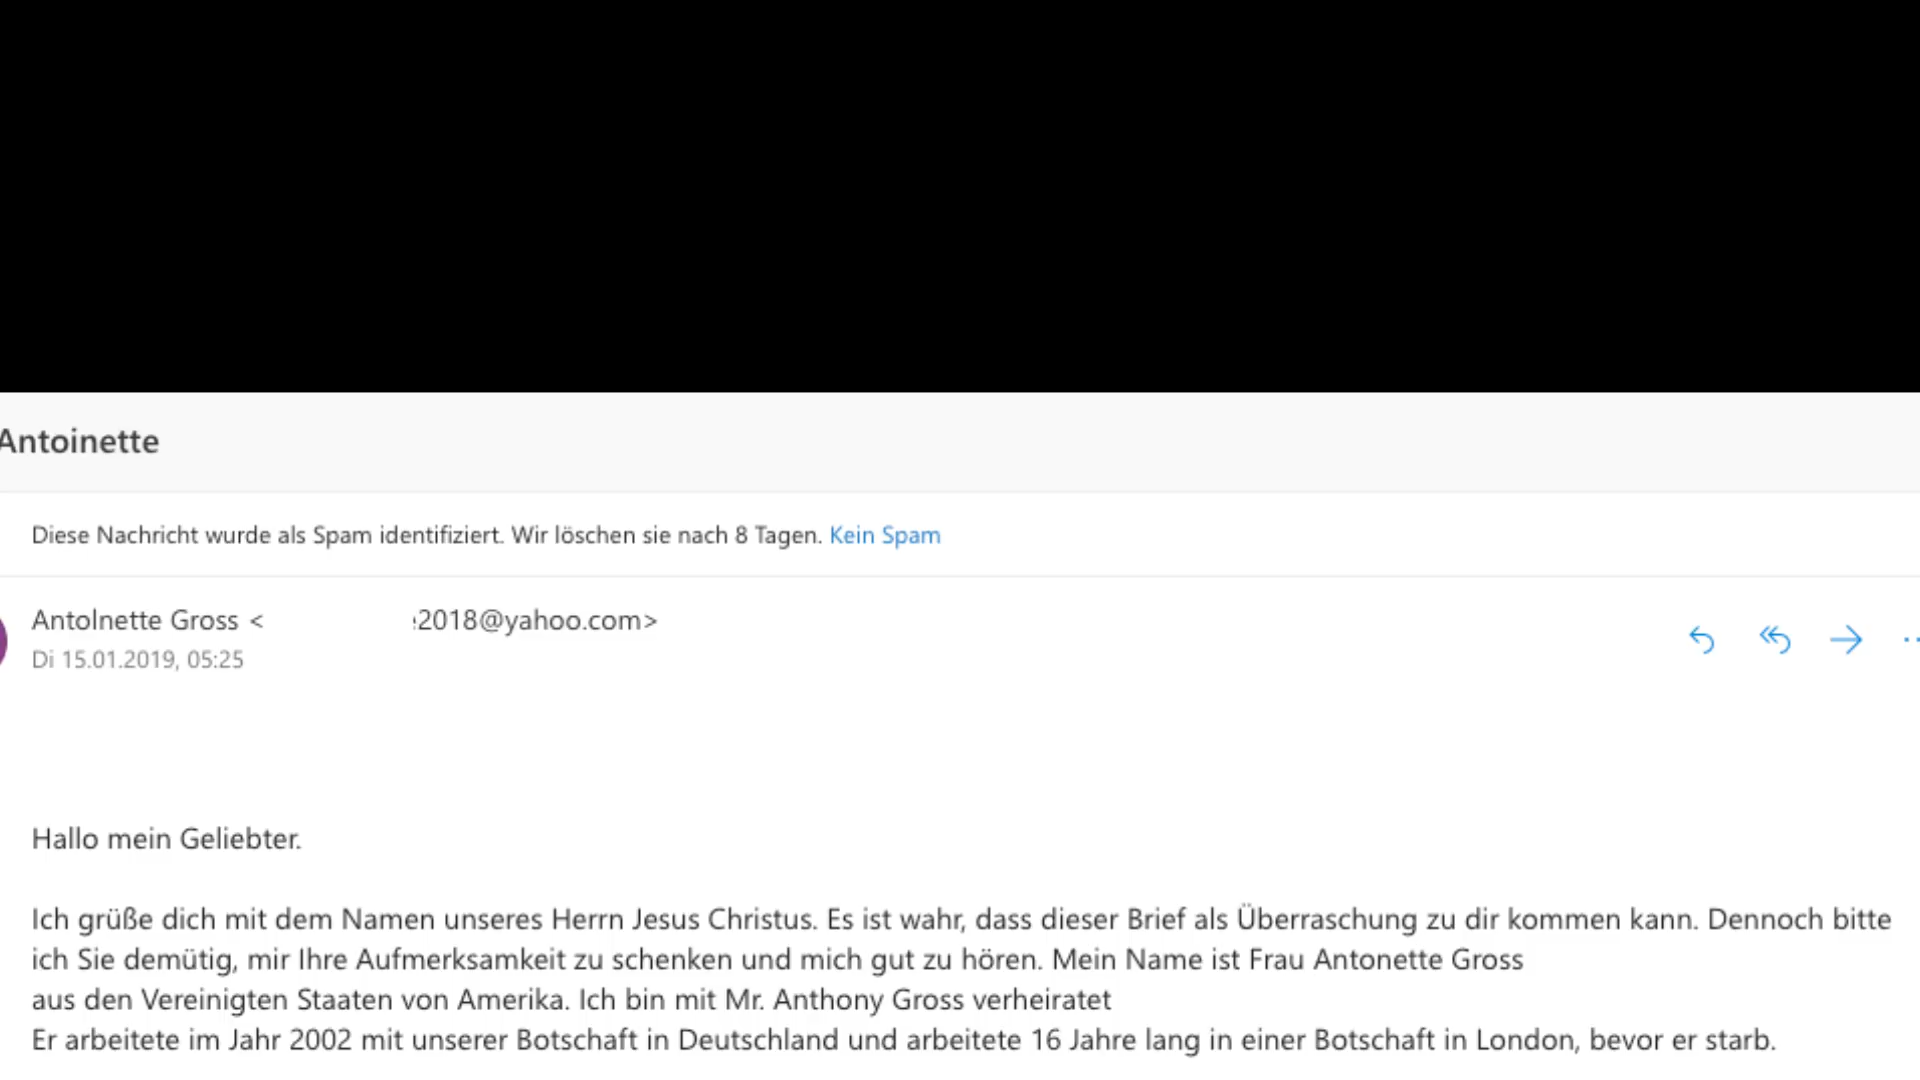 Antoinette
Diese Nachricht wurde als Spam identifiziert. Wir löschen sie nach 8 Tagen. Kein Spam
Antolnette Gross < 2018@yahoo.com>
Di 15.01.2019, 05:25
Hallo mein Geliebter.
Ich grüße dich mit dem Namen unseres Herrn Jesus Christus. Es ist wahr, dass dieser Brief als Überraschung zu dir kommen kann. Dennoch bitte
ich Sie demütig, mir Ihre Aufmerksamkeit zu schenken und mich gut zu hören. Mein Name ist Frau Antonette Gross
aus den Vereinigten Staaten von Amerika. Ich bin mit Mr. Anthony Gross verheiratet
Er arbeitete im Jahr 2002 mit unserer Botschaft in Deutschland und arbeitete 16 Jahre lang in einer Botschaft in London, bevor er starb.